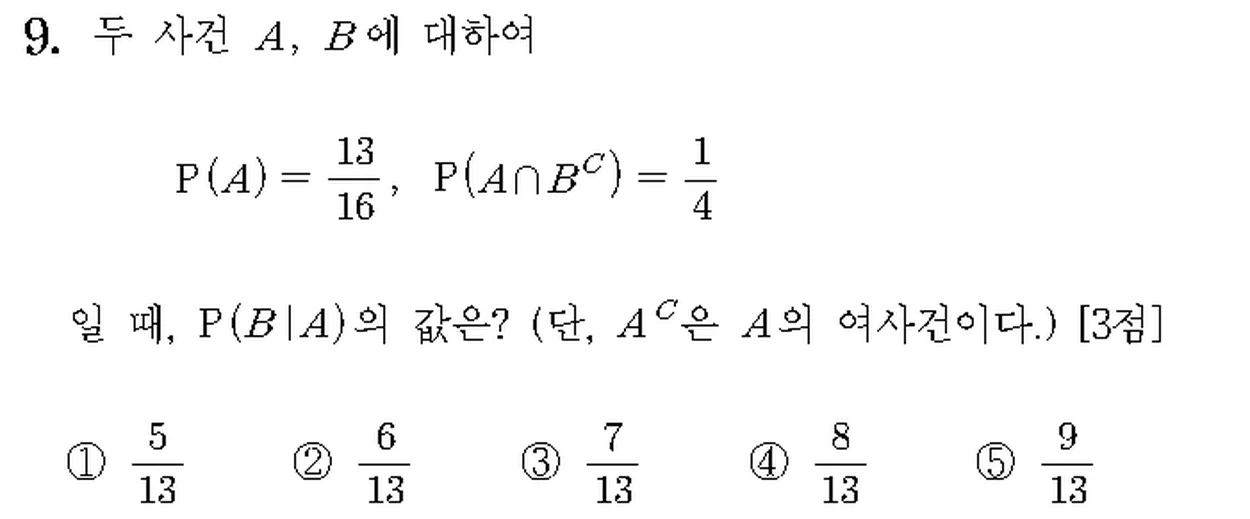 9. 두 사건 A, B에 대하여
P(A) = 13/16, P(A∩B^C) = 1/4
일 때, P(B|A)의 값은? (단, A^C은 A의 여사건이다.) [3점]
① 5/13 ② 6/13 ③ 7/13 ④ 8/13 ⑤ 9/13